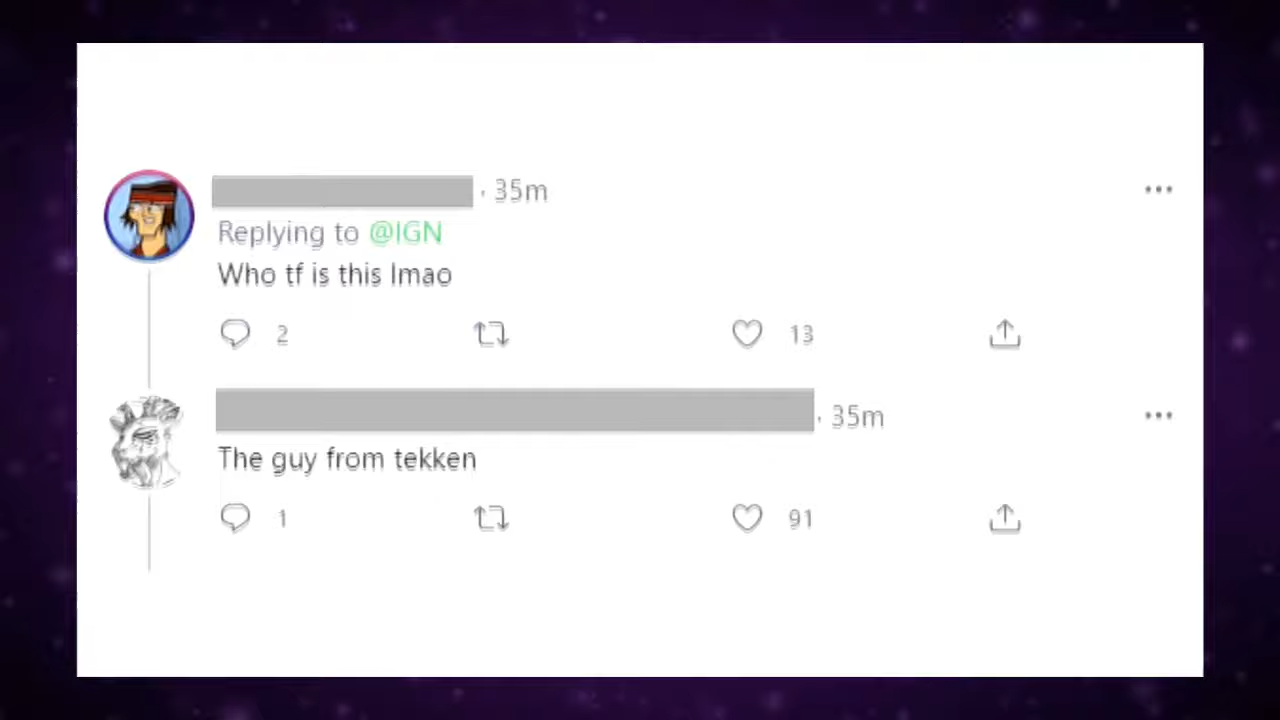 · 35m
Replying to @IGN
Who tf is this lmao
2 13
· 35m
The guy from tekken
1 91